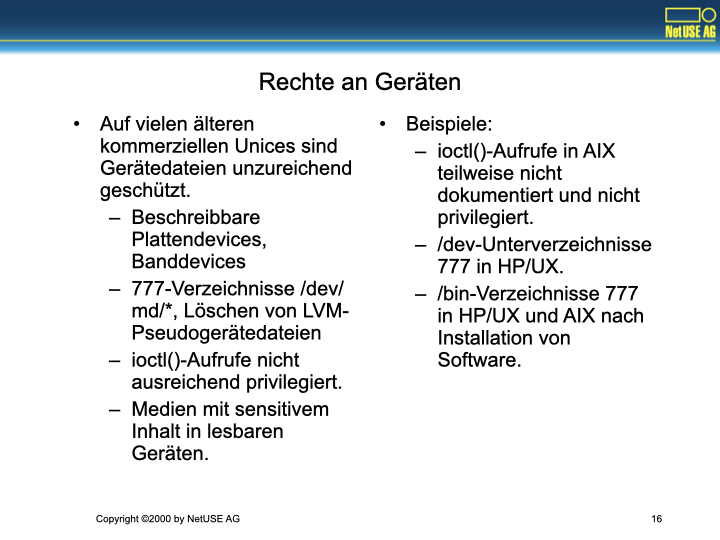 NetUSE AG
Rechte an Geräten
• Auf vielen älteren
kommerziellen Unices sind
Gerätedateien unzureichend
geschützt.
– Beschreibbare
Plattendevices,
Banddevices
– 777-Verzeichnisse /dev/
md/*, Löschen von LVM-
Pseudogerätedateien
– ioctl()-Aufrufe nicht
ausreichend privilegiert.
– Medien mit sensitivem
Inhalt in lesbaren
Geräten.
• Beispiele:
– ioctl()-Aufrufe in AIX
teilweise nicht
dokumentiert und nicht
privilegiert.
– /dev-Unterverzeichnisse
777 in HP/UX.
– /bin-Verzeichnisse 777
in HP/UX und AIX nach
Installation von
Software.
Copyright ©2000 by NetUSE AG
16